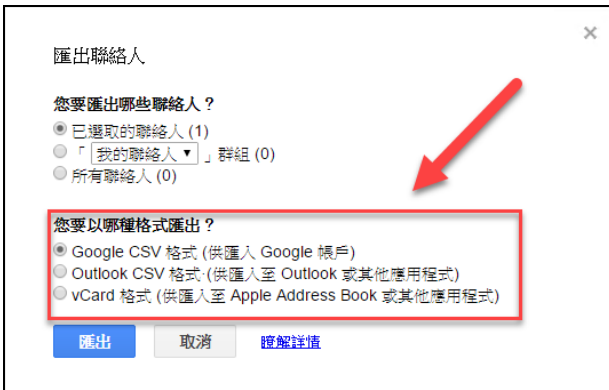 匯出聯絡人
您要匯出哪些聯絡人？
已選取的聯絡人 (1)
「 我的聯絡人 ▼ 」群組 (0)
所有聯絡人 (0)
您要以哪種格式匯出？
Google CSV 格式 (供匯入 Google 帳戶)
Outlook CSV 格式 (供匯入至 Outlook 或其他應用程式)
vCard 格式 (供匯入至 Apple Address Book 或其他應用程式)
匯出 取消 瞭解詳情